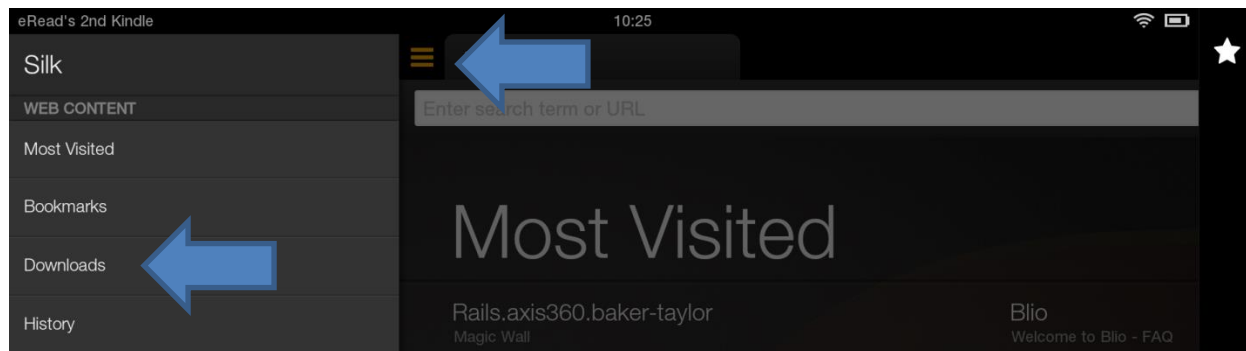 eRead's 2nd Kindle
10:25
Silk
WEB CONTENT
Most Visited
Bookmarks
Downloads
History
Enter search term or URL
Most Visited
Rails.axis360.baker-taylor
Magic Wall
Blio
Welcome to Blio - FAQ